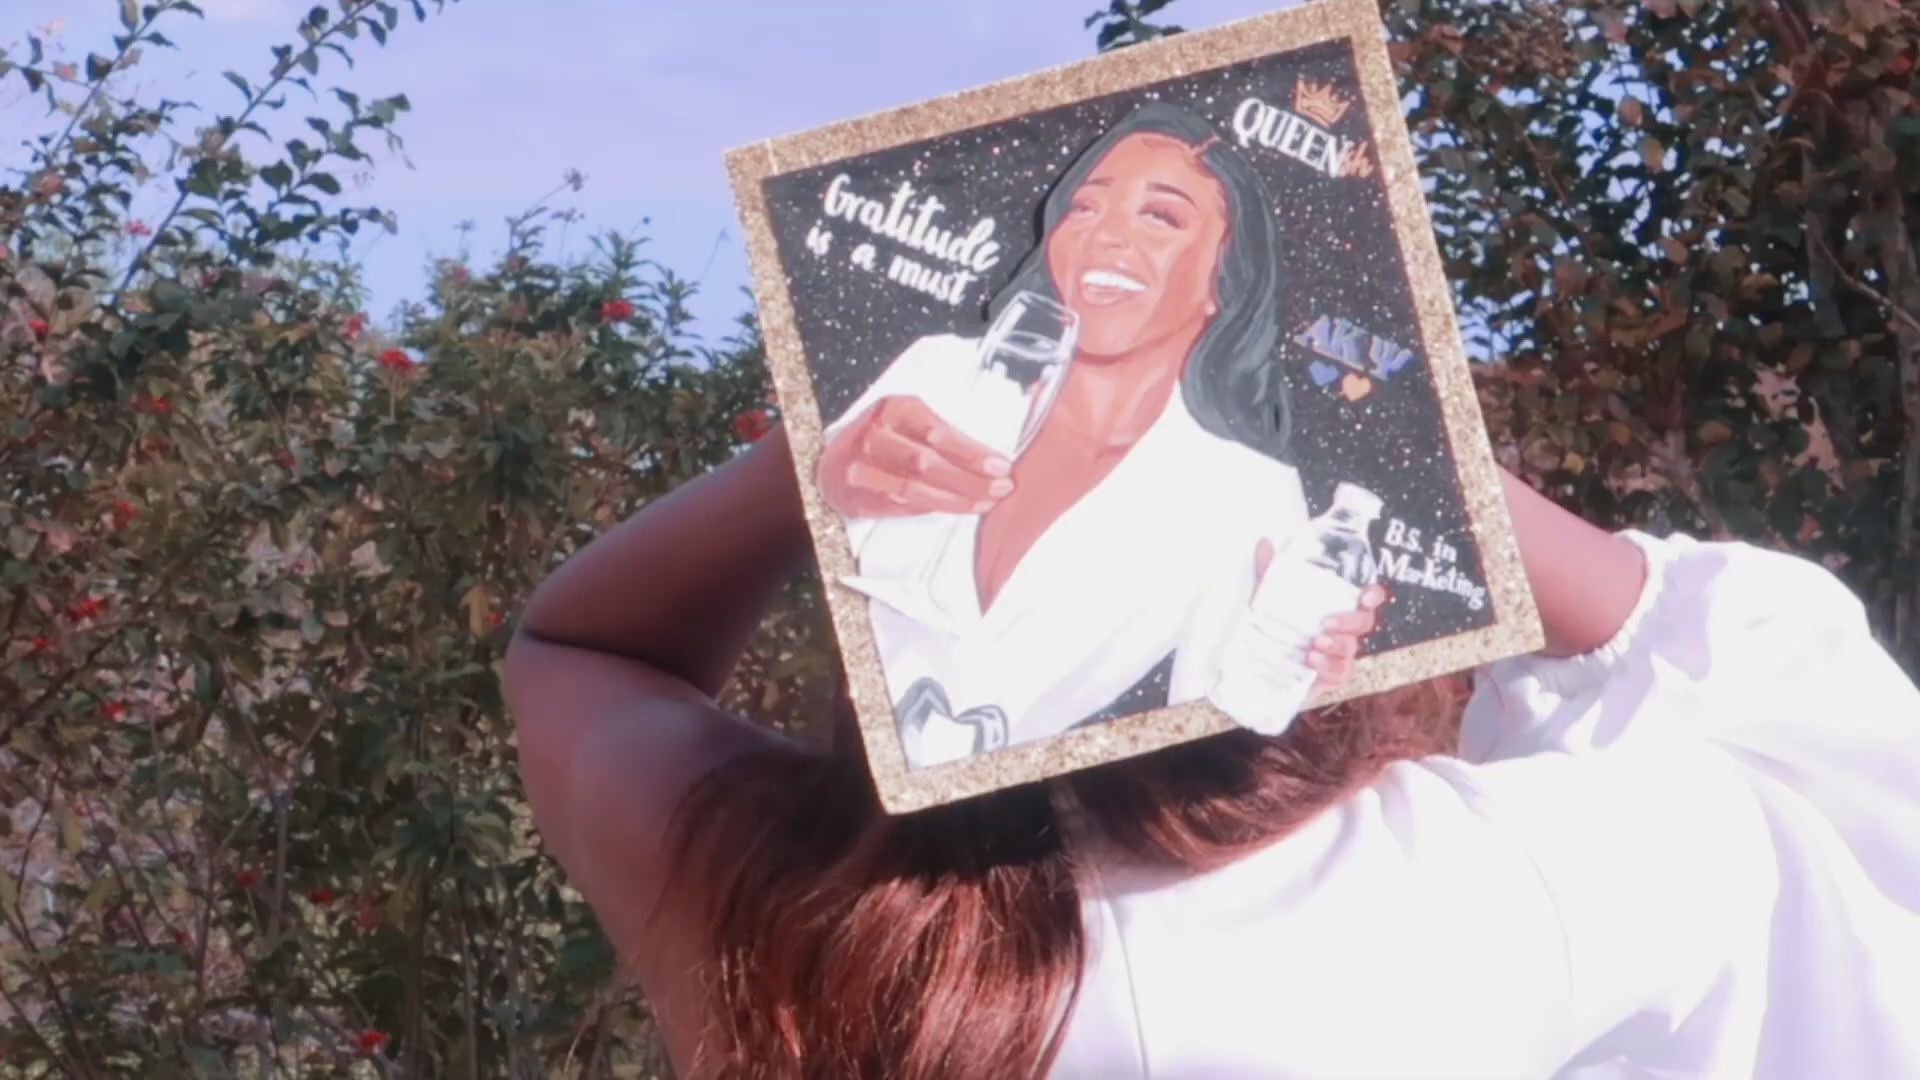 Gratitude
is a must
QUEEN
AKΨ
B.S. in
Marketing